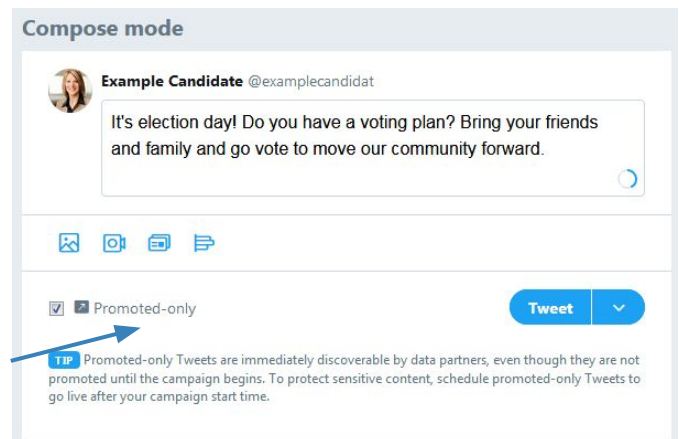 Compose mode
Example Candidate @examplecandidat
It's election day! Do you have a voting plan? Bring your friends
and family and go vote to move our community forward.
Promoted-only
Tweet
TIP Promoted-only Tweets are immediately discoverable by data partners, even though they are not
promoted until the campaign begins. To protect sensitive content, schedule promoted-only Tweets to
go live after your campaign start time.